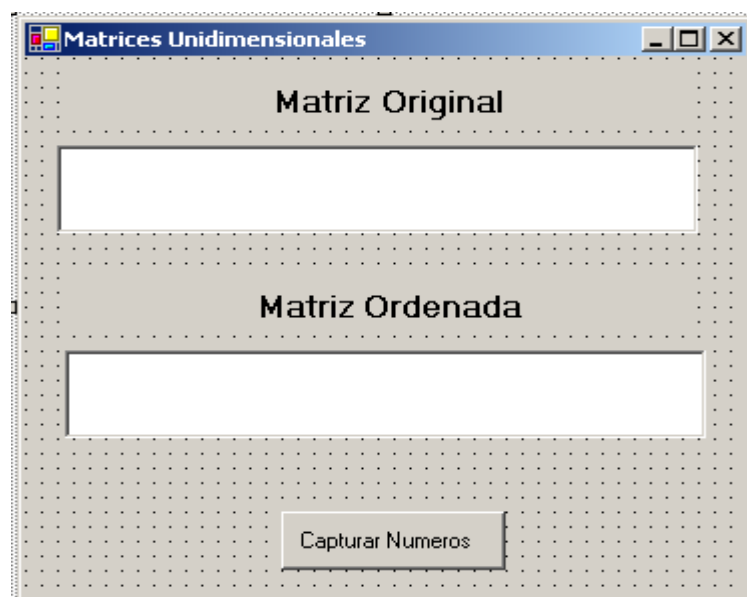 Matrices Unidimensionales
Matriz Original
Matriz Ordenada
Capturar Numeros